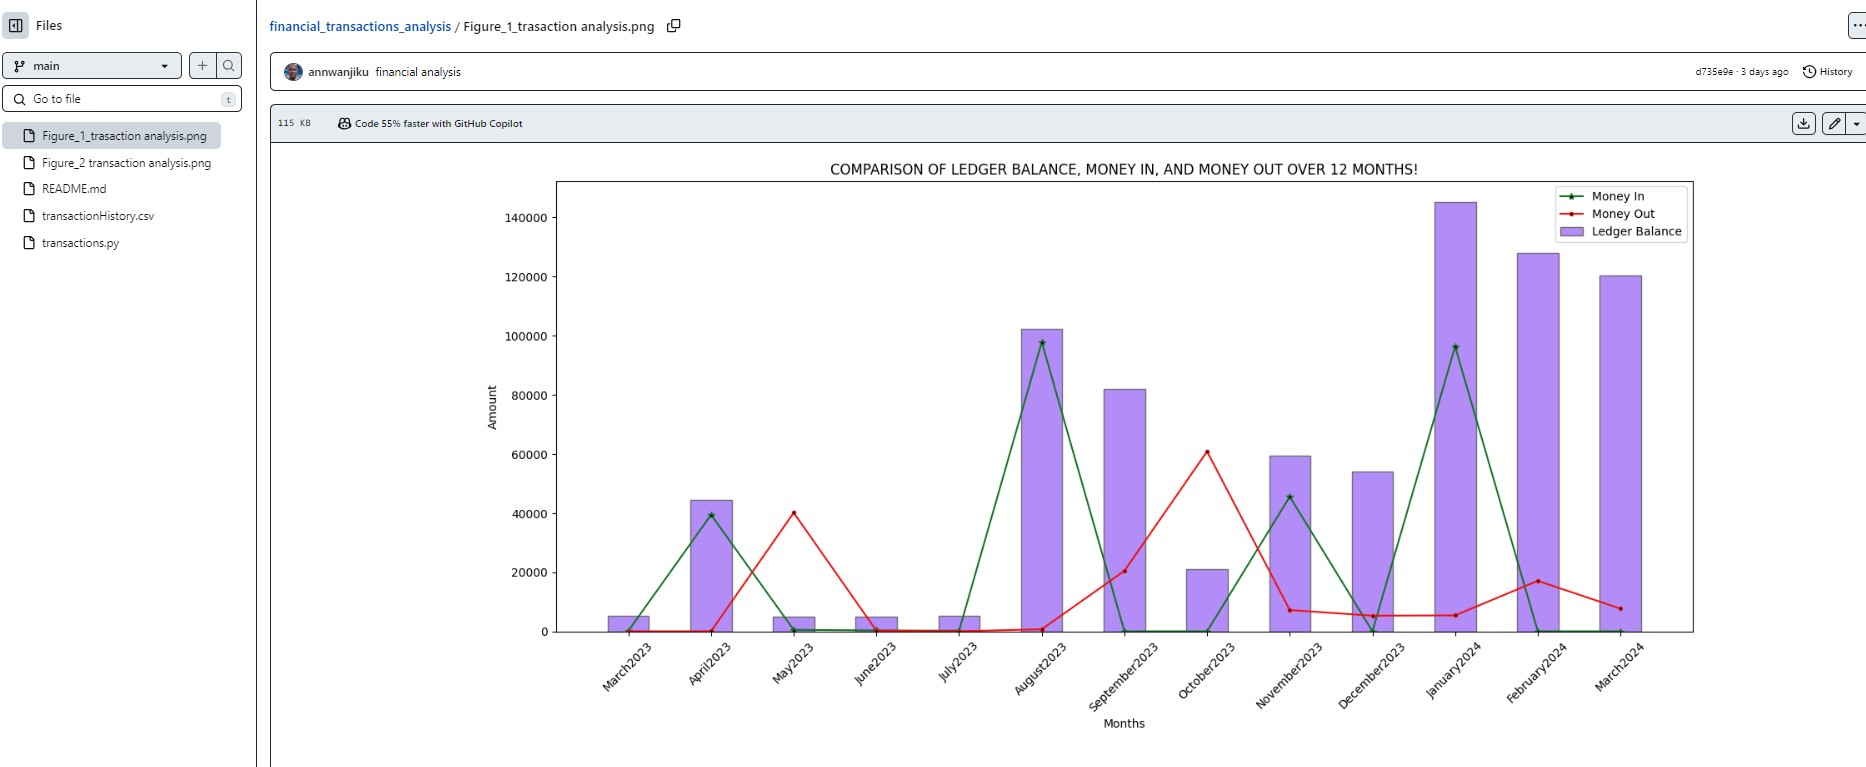 Files
main
Go to file
t
Figure_1_trasaction analysis.png
Figure_2 transaction analysis.png
README.md
transactionHistory.csv
transactions.py
financial_transactions_analysis / Figure_1_trasaction analysis.png
annwanjiku financial analysis
d735e9e · 3 days ago
History
115 KB
Code 55% faster with GitHub Copilot
COMPARISON OF LEDGER BALANCE, MONEY IN, AND MONEY OUT OVER 12 MONTHS!
Money In
Money Out
Ledger Balance
140000
120000
100000
80000
60000
40000
20000
0
Amount
March2023
April2023
May2023
June2023
July2023
August2023
September2023
October2023
November2023
December2023
January2024
February2024
March2024
Months